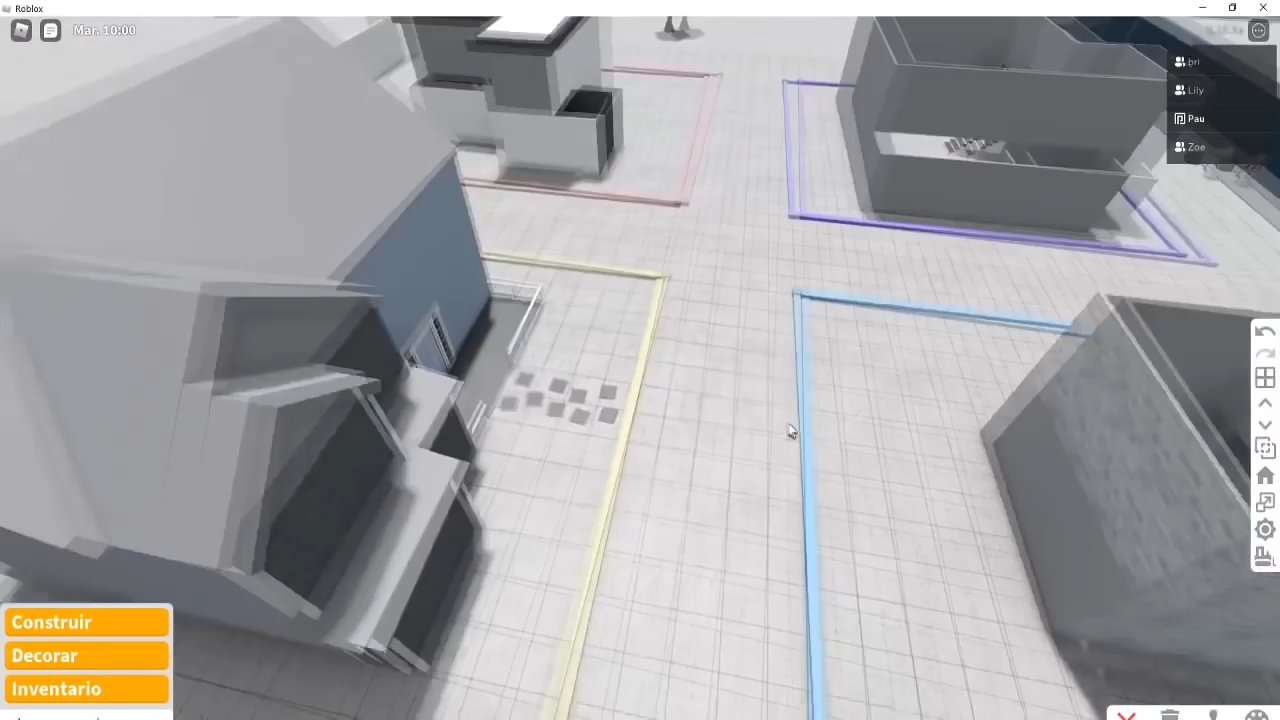 Roblox
Mar. 10:00
bri
Lily
Pau
Zoe
Construir
Decorar
Inventario